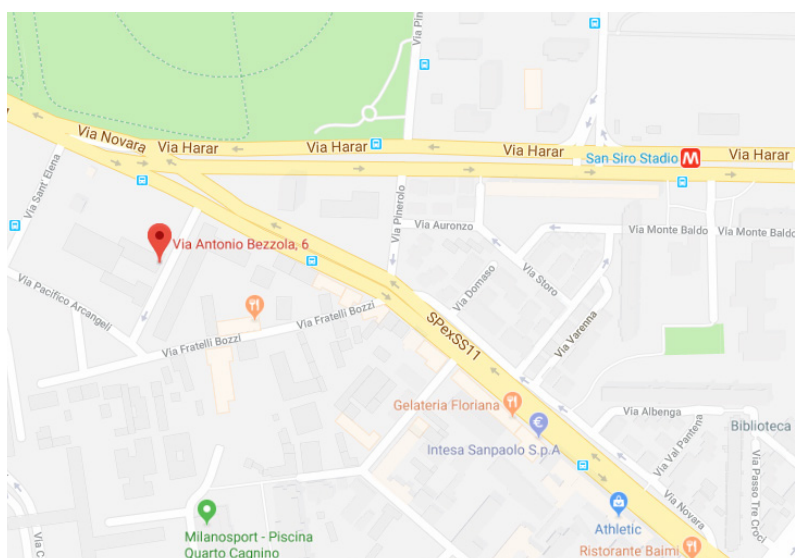 Via Pin
Via Novara
Via Harar
Via Harar
Via Harar
Via Harar
San Siro Stadio
M
Via Sant' Elena
Via Pinerolo
Via Auronzo
Via Monte Baldo
Via Monte Baldo
Via Antonio Bezzola, 6
Via Storo
Via Domaso
Via Pacifico Arcangeli
Via Fratelli Bozzi
Via Fratelli Bozzi
SPexSS11
Via Varenna
Gelateria Floriana
Via Albenga
Via Val Pantena
Biblioteca
Intesa Sanpaolo S.p.A
€
Via Passo Tre Croci
Via Novara
Athletic
Milanosport - Piscina
Quarto Cagnino
Via C
Ristorante Baimi